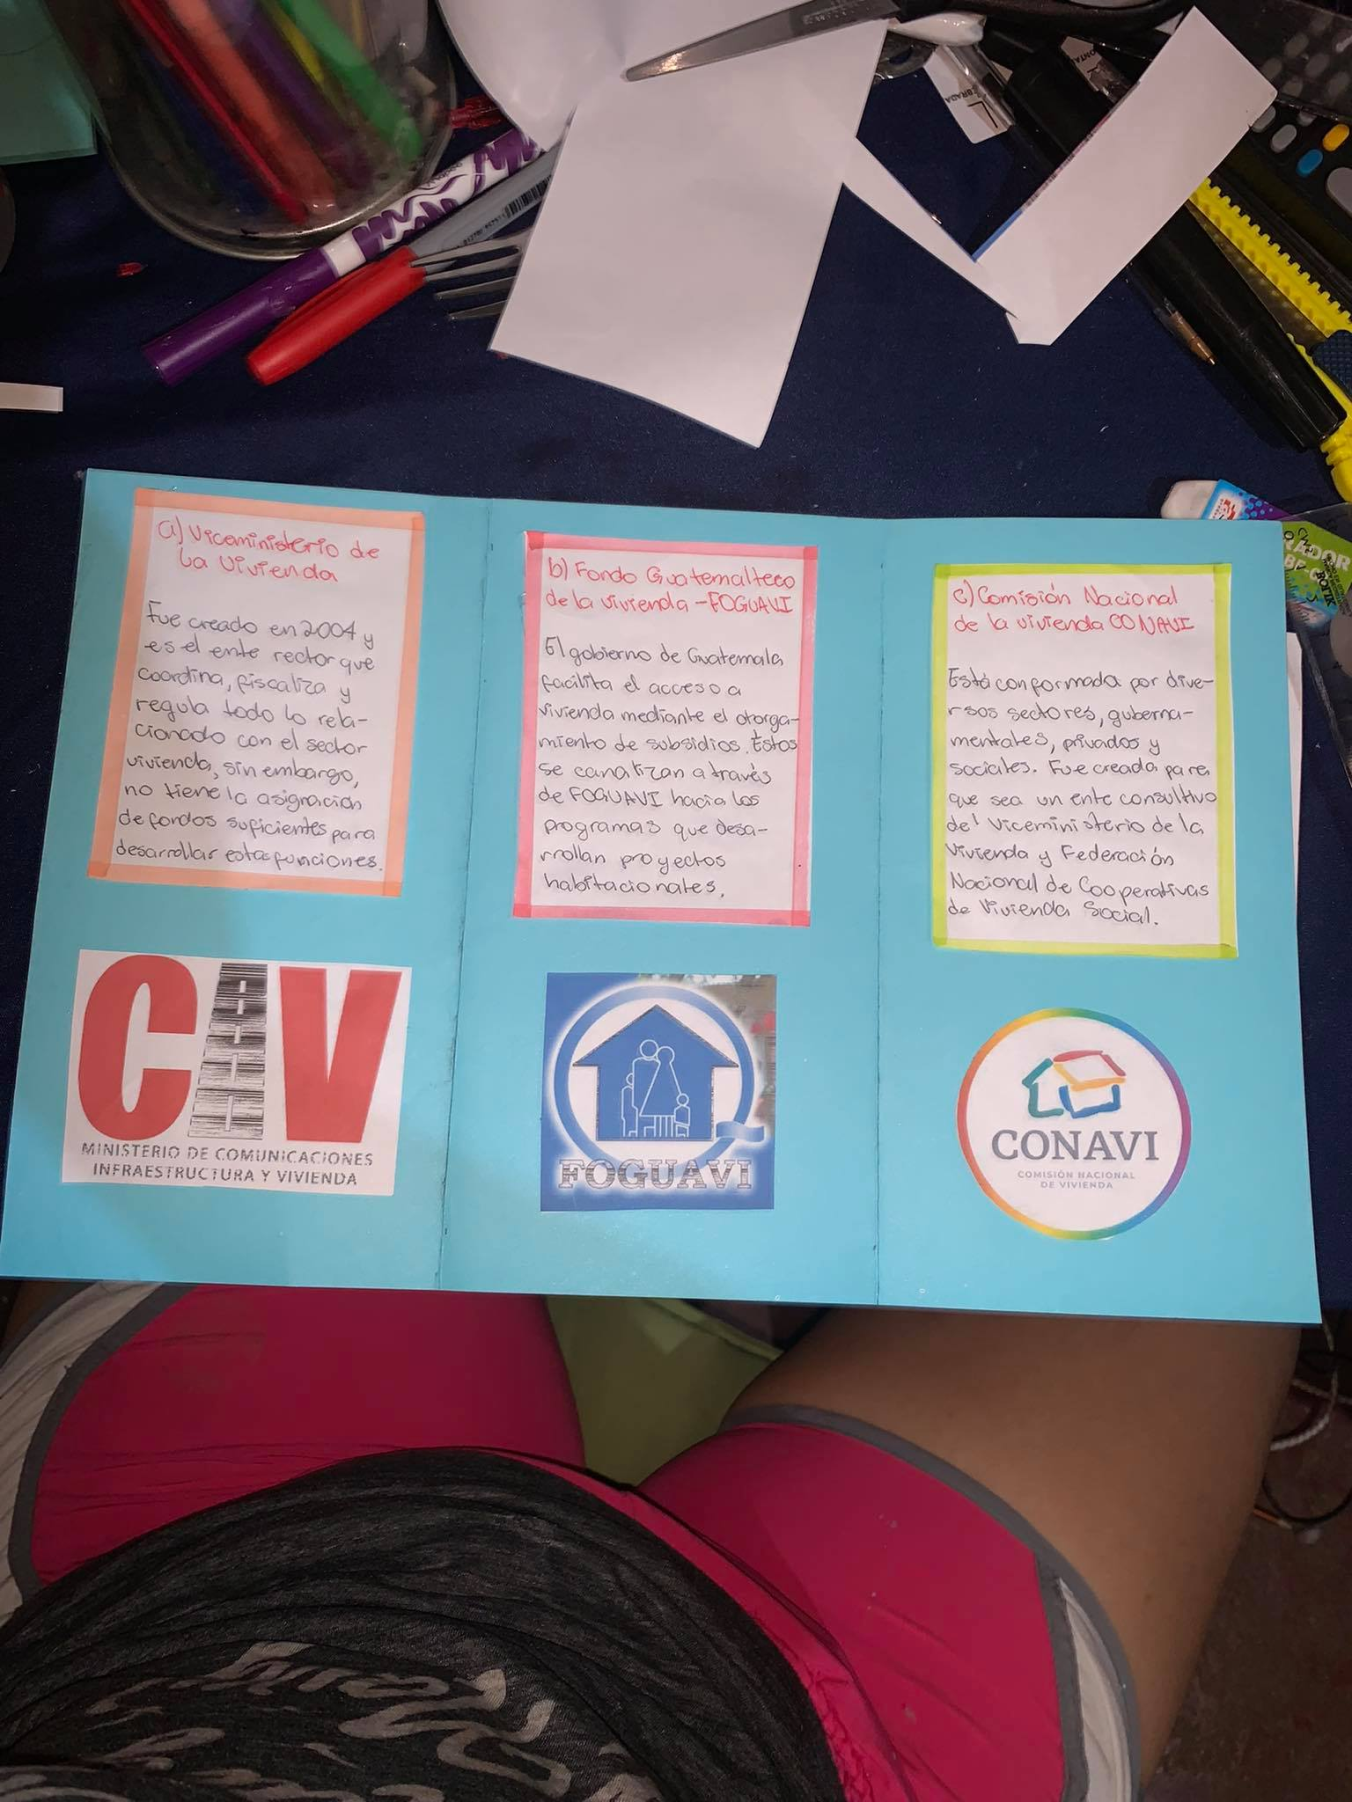 a) Viceministerio de
La Vivienda
Fue creado en 2004 y
es el ente rector que
coordina, fiscaliza y
regula todo lo rela-
cionado con el sector
vivienda, sin embargo,
no tiene la asignación
de fondos suficientes para
desarrollar estas funciones.
CIV
MINISTERIO DE COMUNICACIONES
INFRAESTRUCTURA Y VIVIENDA
b) Fondo Guatemalteco
de la vivienda - FOGUAVI
El gobierno de Guatemala
facilita el acceso a
vivienda mediante el otorga-
miento de subsidios. Estos
se canalizan a través
de FOGUAVI hacia los
programas que desa-
rrollan proyectos
habitacionales.
FOGUAVI
c) Comisión Nacional
de la vivienda CONAVI
Está conformada por dive-
rsos sectores, guberna-
mentales, privados y
sociales. Fue creada para
que sea un ente consultivo
del Viceministerio de la
Vivienda y Federación
Nacional de Cooperativas
de Vivienda Social.
CONAVI
COMISIÓN NACIONAL
DE VIVIENDA